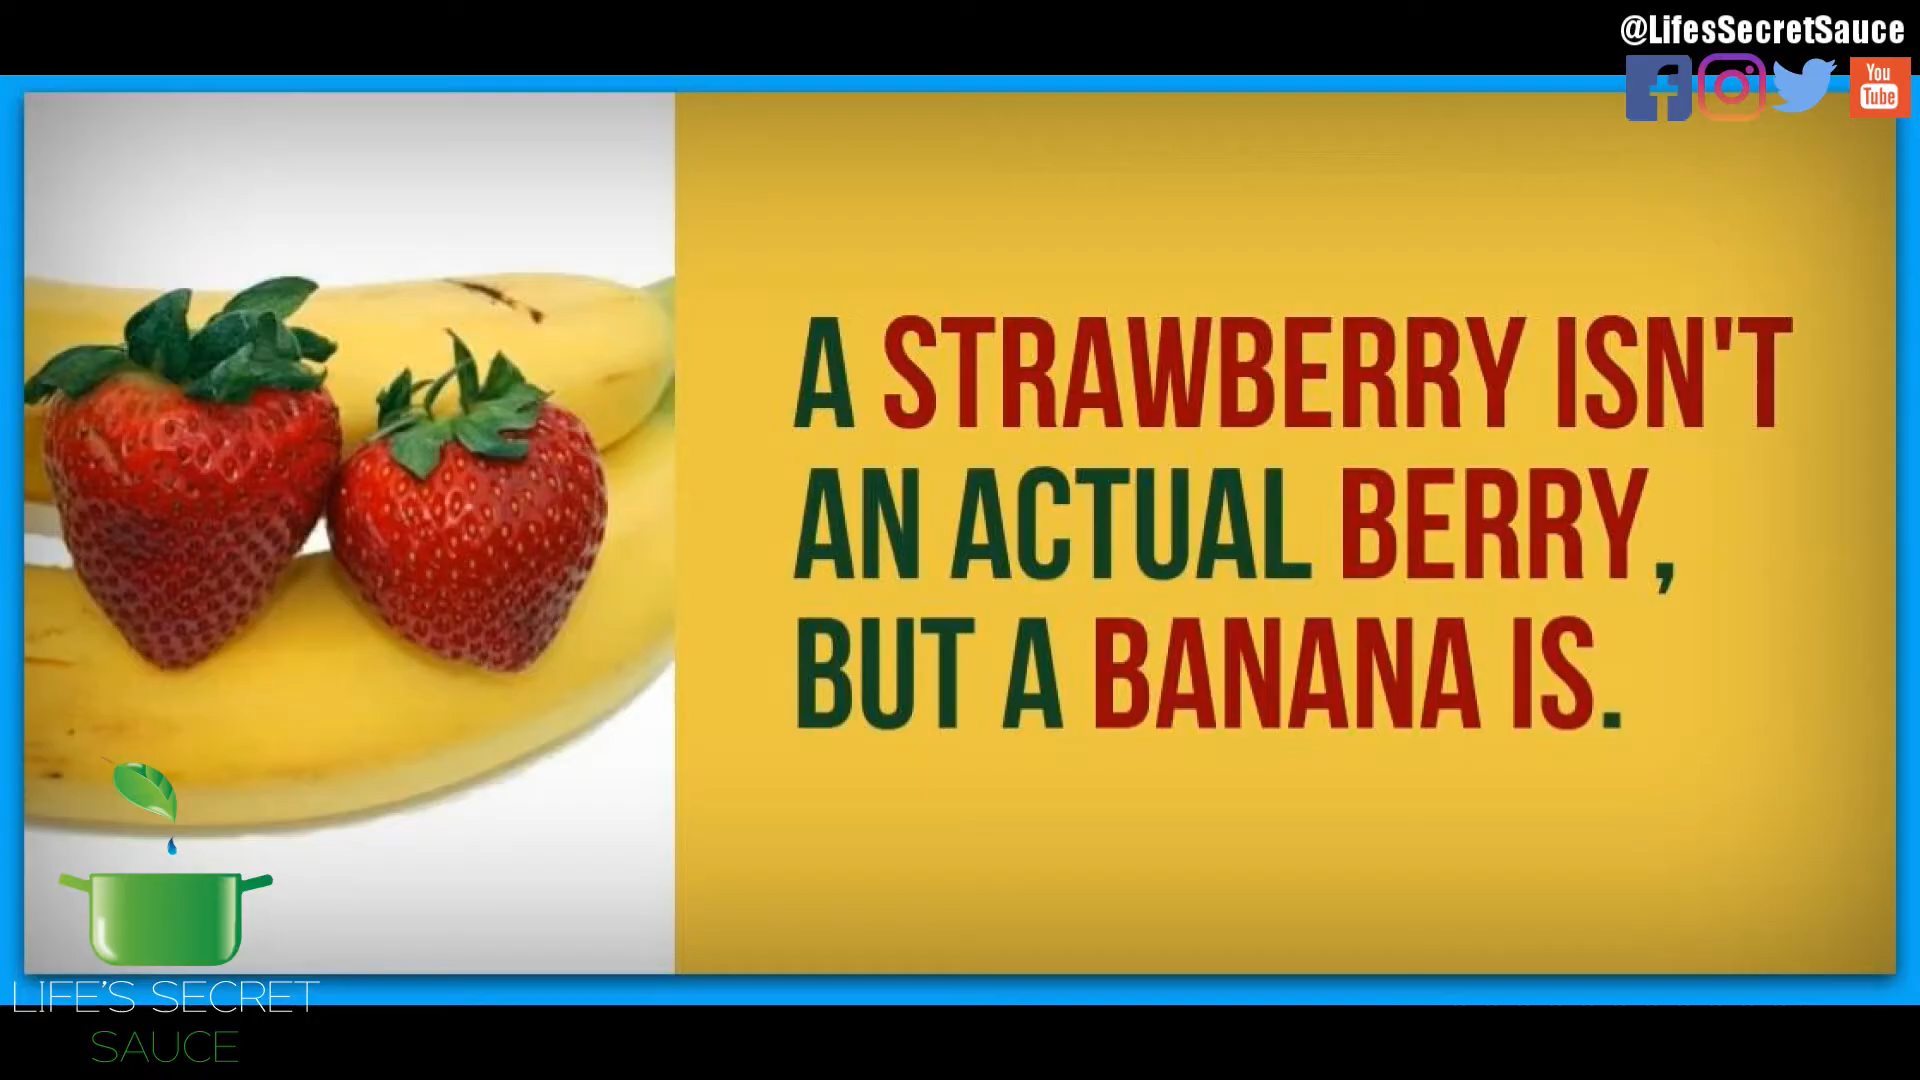 @LifesSecretSauce
You
Tube
A STRAWBERRY ISN'T
AN ACTUAL BERRY,
BUT A BANANA IS.
LIFE'S SECRET
SAUCE